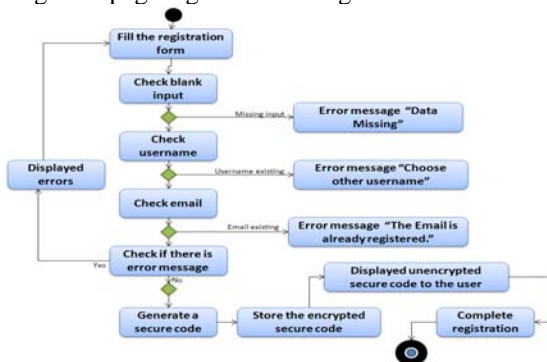 Fill the registration
form
Check blank
input
Missing input
Error message "Data
Missing"
Check
username
Username existing
Error message "Choose
other username"
Displayed
errors
Check email
Email existing
Error message "The Email is
already registered."
Check if there is
error message
Yes
No
Displayed unencrypted
secure code to the user
Generate a
secure code
Store the encrypted
secure code
Complete
registration